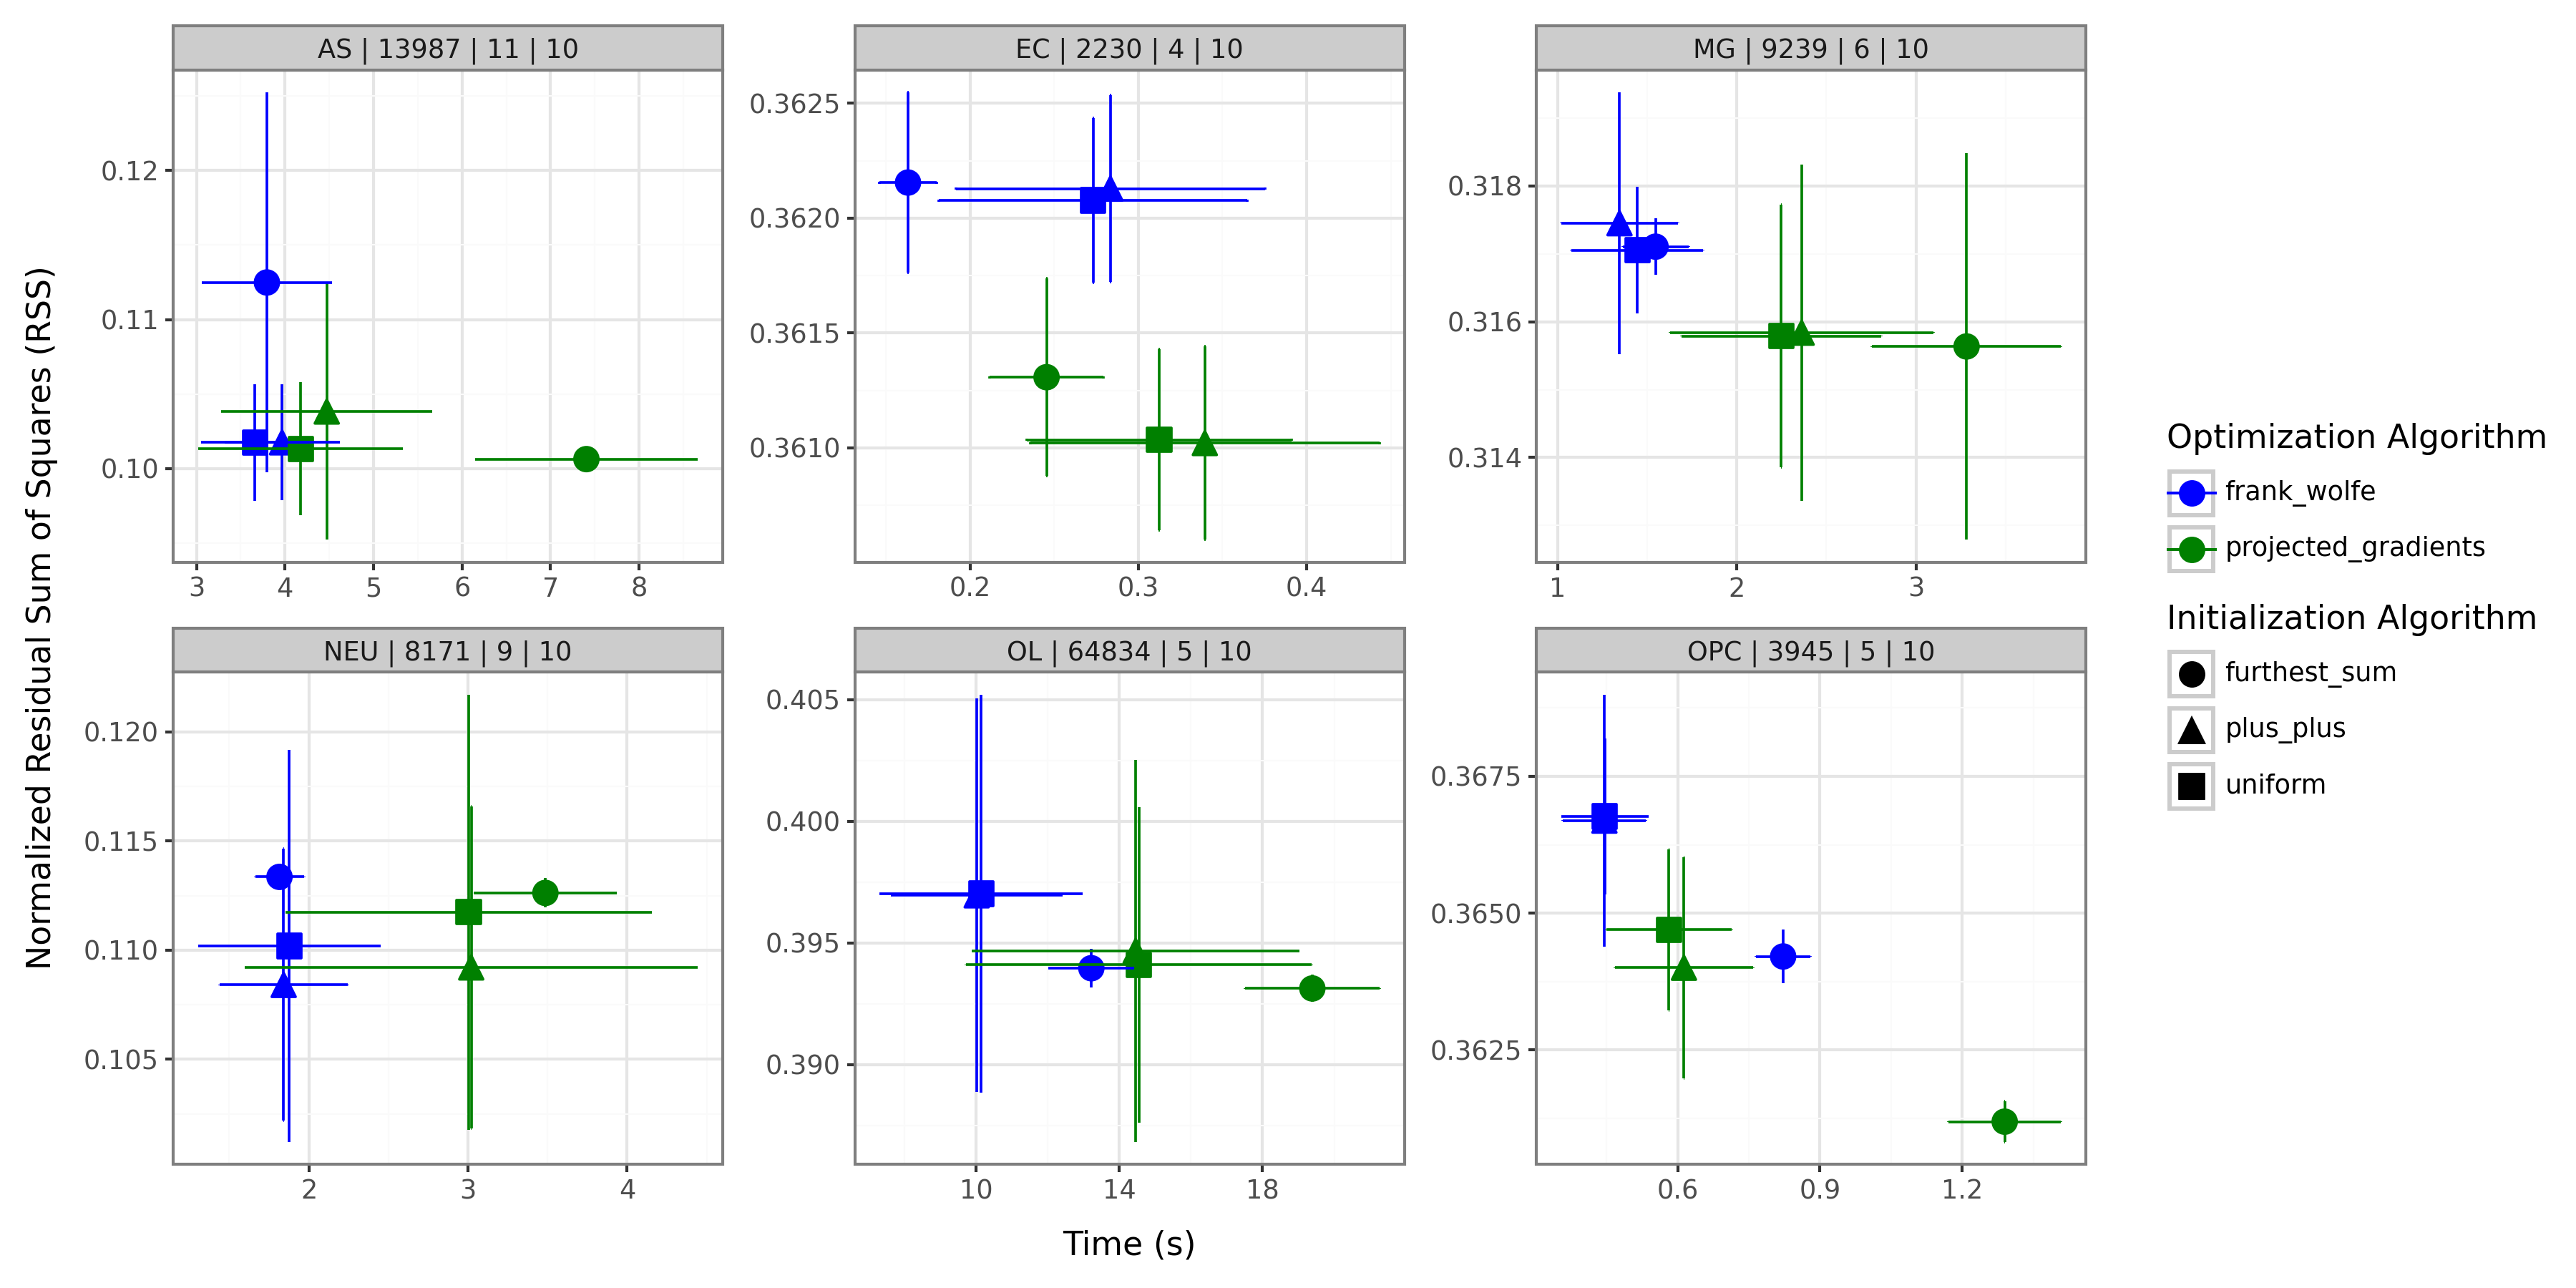 Normalized Residual Sum of Squares (RSS)
AS | 13987 | 11 | 10
0.12
0.11
0.10
3 4 5 6 7 8
EC | 2230 | 4 | 10
0.3625
0.3620
0.3615
0.3610
0.2 0.3 0.4
MG | 9239 | 6 | 10
0.318
0.316
0.314
1 2 3
NEU | 8171 | 9 | 10
0.120
0.115
0.110
0.105
2 3 4
OL | 64834 | 5 | 10
0.405
0.400
0.395
0.390
10 14 18
OPC | 3945 | 5 | 10
0.3675
0.3650
0.3625
0.6 0.9 1.2
Time (s)
Optimization Algorithm
frank_wolfe
projected_gradients
Initialization Algorithm
furthest_sum
plus_plus
uniform